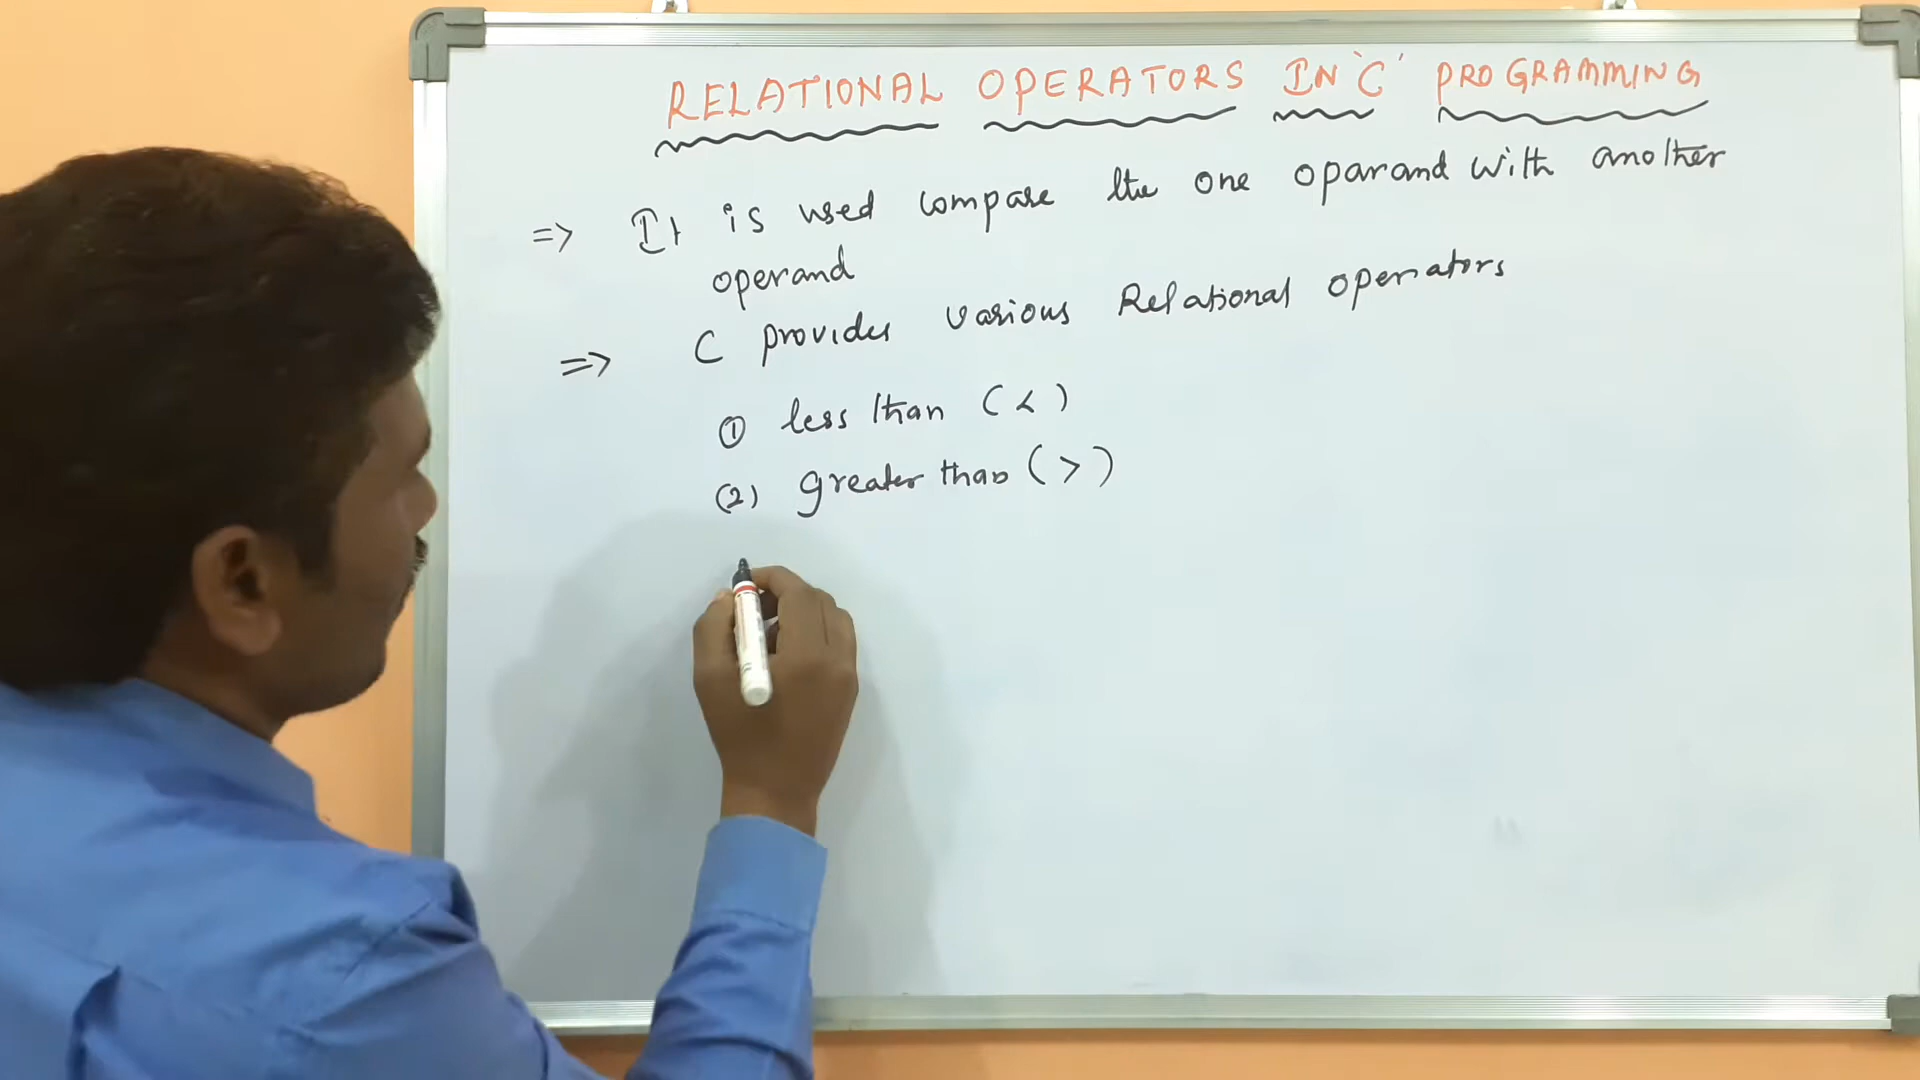 RELATIONAL OPERATORS IN 'C' PROGRAMMING
=> It is used compare the one oparand with another
operand
=> C provides various Relational operators
① less than (<)
(2) greater than (>)